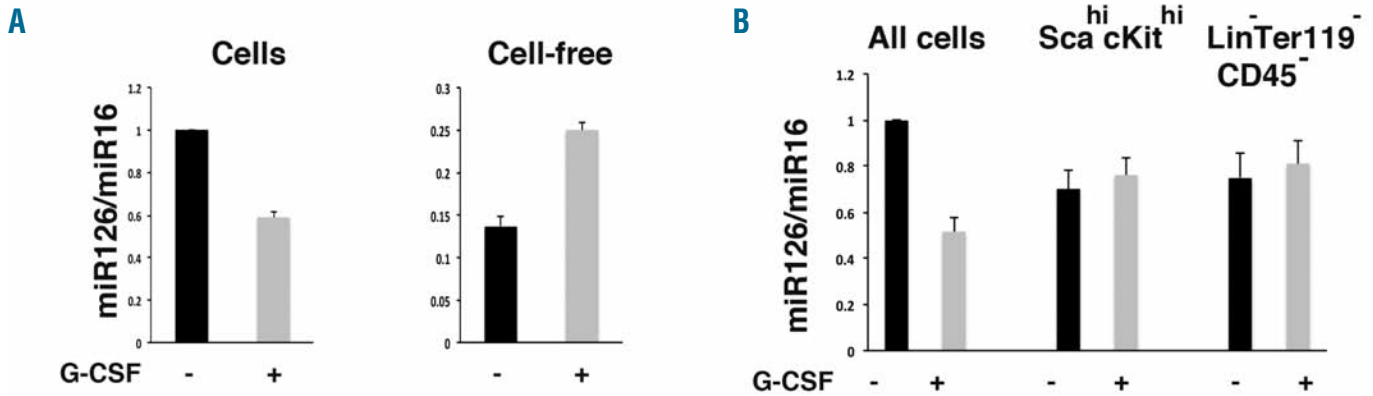 A
Cells
Cell-free
miR126/miR16
1.2
1
0.8
0.6
0.4
0.2
0
0.3
0.25
0.2
0.15
0.1
0.05
0
G-CSF - + - +
B
All cells
Sca hi cKit hi
Lin - Ter119 -
CD45 -
miR126/miR16
1.2
1
0.8
0.6
0.4
0.2
0
G-CSF - + - + - +